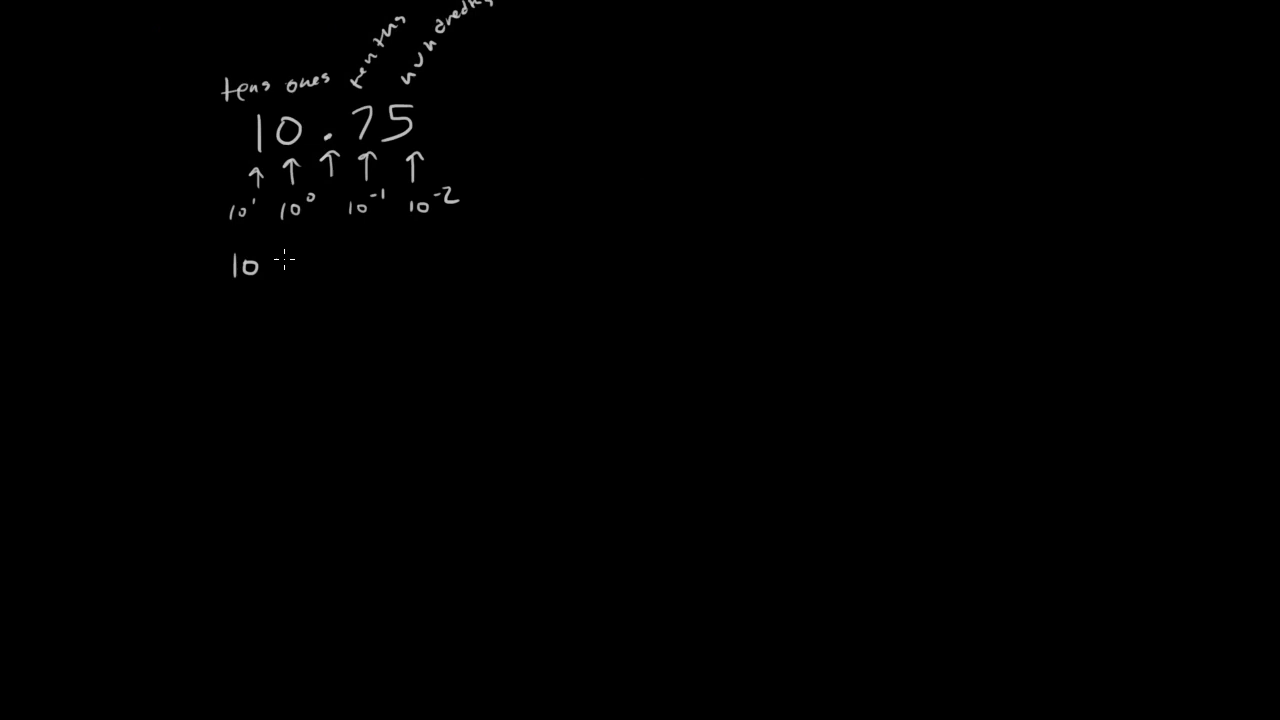 tens ones tenths hundredths
10.75
↑ ↑ ↑ ↑ ↑
10¹ 10⁰ 10⁻¹ 10⁻²
10